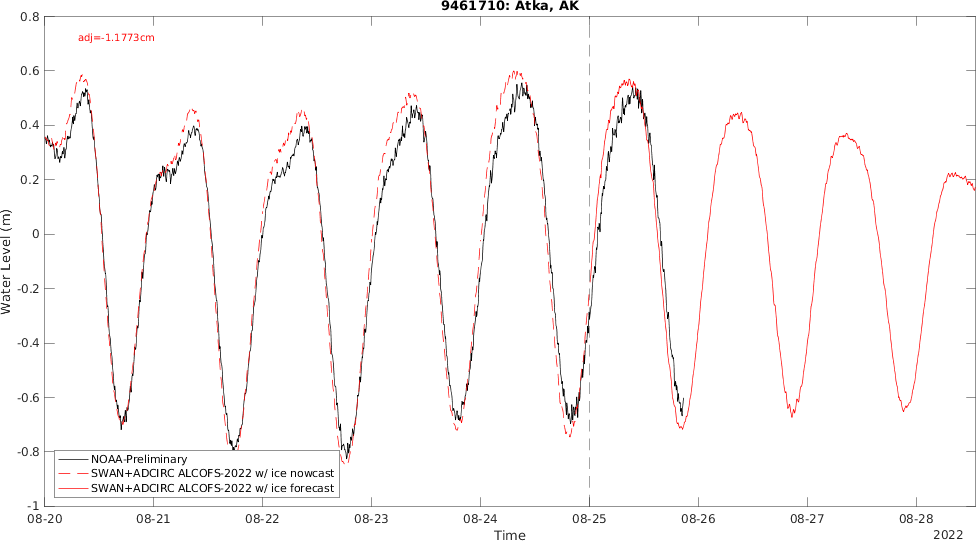 9461710: Atka, AK
adj=-1.1773cm
0.8
0.6
0.4
0.2
0
-0.2
-0.4
-0.6
-0.8
-1
Water Level (m)
NOAA-Preliminary
SWAN+ADCIRC ALCOFS-2022 w/ ice nowcast
SWAN+ADCIRC ALCOFS-2022 w/ ice forecast
08-20 08-21 08-22 08-23 08-24 08-25 08-26 08-27 08-28
Time
2022